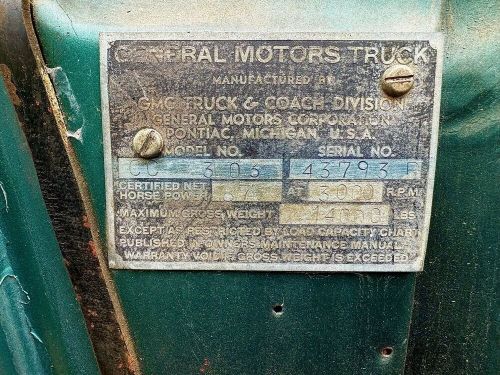 GENERAL MOTORS TRUCK
MANUFACTURED BY
GMC TRUCK & COACH DIVISION
GENERAL MOTORS CORPORATION
PONTIAC, MICHIGAN, U.S.A.
MODEL NO. SERIAL NO.
CC 303 43793
CERTIFIED NET
HORSE POWER AT 3000 R.P.M
MAXIMUM GROSS WEIGHT 14000 LBS
EXCEPT AS RESTRICTED BY LOAD CAPACITY CHART
PUBLISHED IN OWNERS MAINTENANCE MANUAL
WARRANTY VOID IF GROSS WEIGHT IS EXCEEDED